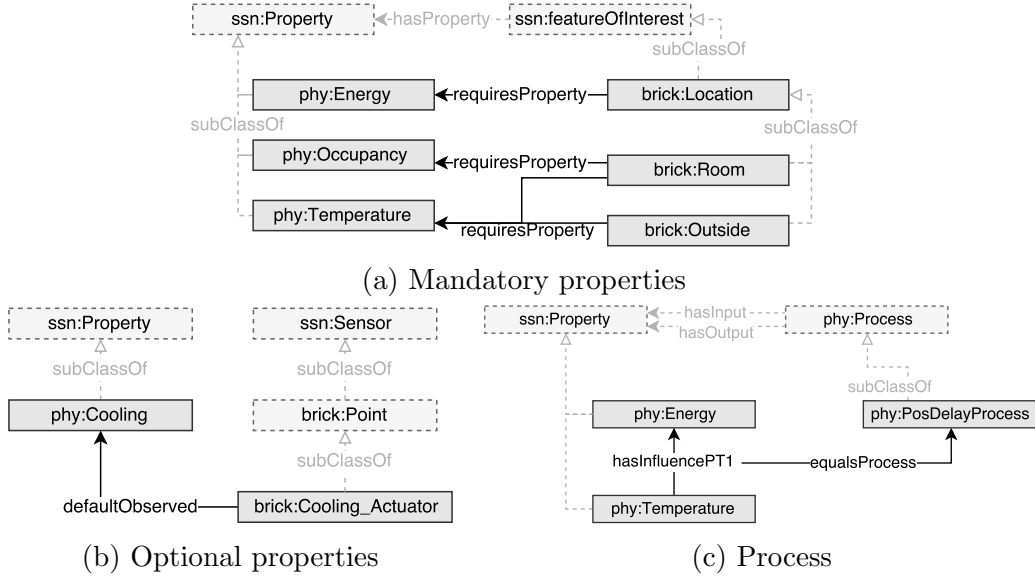 ssn:Property
hasProperty
ssn:featureOfInterest
subClassOf
phy:Energy
requiresProperty
brick:Location
subClassOf
subClassOf
phy:Occupancy
requiresProperty
brick:Room
phy:Temperature
requiresProperty
brick:Outside
(a) Mandatory properties
ssn:Property
ssn:Sensor
subClassOf
subClassOf
phy:Cooling
brick:Point
subClassOf
defaultObserved
brick:Cooling_Actuator
(b) Optional properties
ssn:Property
hasInput
hasOutput
phy:Process
subClassOf
phy:Energy
phy:PosDelayProcess
hasInfluencePT1
equalsProcess
phy:Temperature
(c) Process